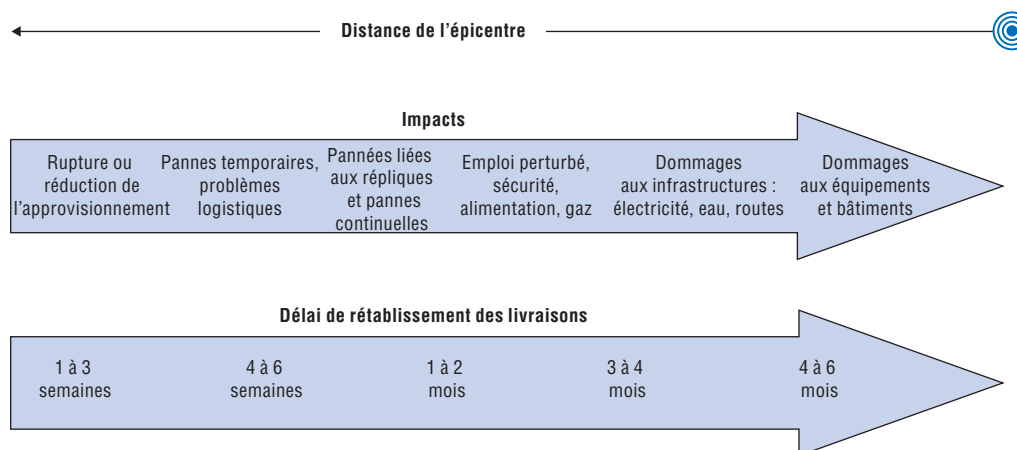 Distance de l'épicentre
Impacts
Rupture ou
réduction de
l'approvisionnement
Pannes temporaires,
problèmes
logistiques
Pannées liées
aux répliques
et pannes
continuelles
Emploi perturbé,
sécurité,
alimentation, gaz
Dommages
aux infrastructures :
électricité, eau, routes
Dommages
aux équipements
et bâtiments
Délai de rétablissement des livraisons
1 à 3
semaines
4 à 6
semaines
1 à 2
mois
3 à 4
mois
4 à 6
mois